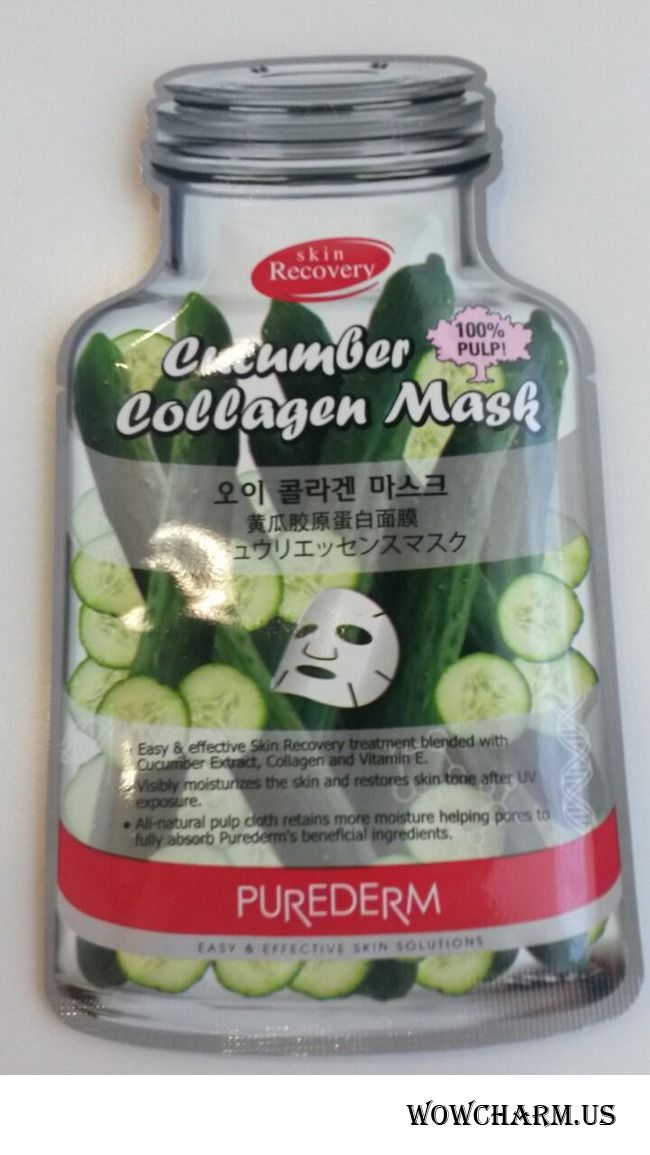 skin
Recovery
100%
PULP!
Cucumber
Collagen Mask
오이 콜라겐 마스크
黄瓜胶原蛋白面膜
ュウリエッセンスマスク
• Easy & effective Skin Recovery treatment blended with
Cucumber Extract, Collagen and Vitamin E.
• Visibly moisturizes the skin and restores skin tone after UV
exposure.
• All-natural pulp cloth retains more moisture helping pores to
fully absorb Purederm's beneficial ingredients.
PUREDERM
EASY & EFFECTIVE SKIN SOLUTIONS
WOWCHARM.US